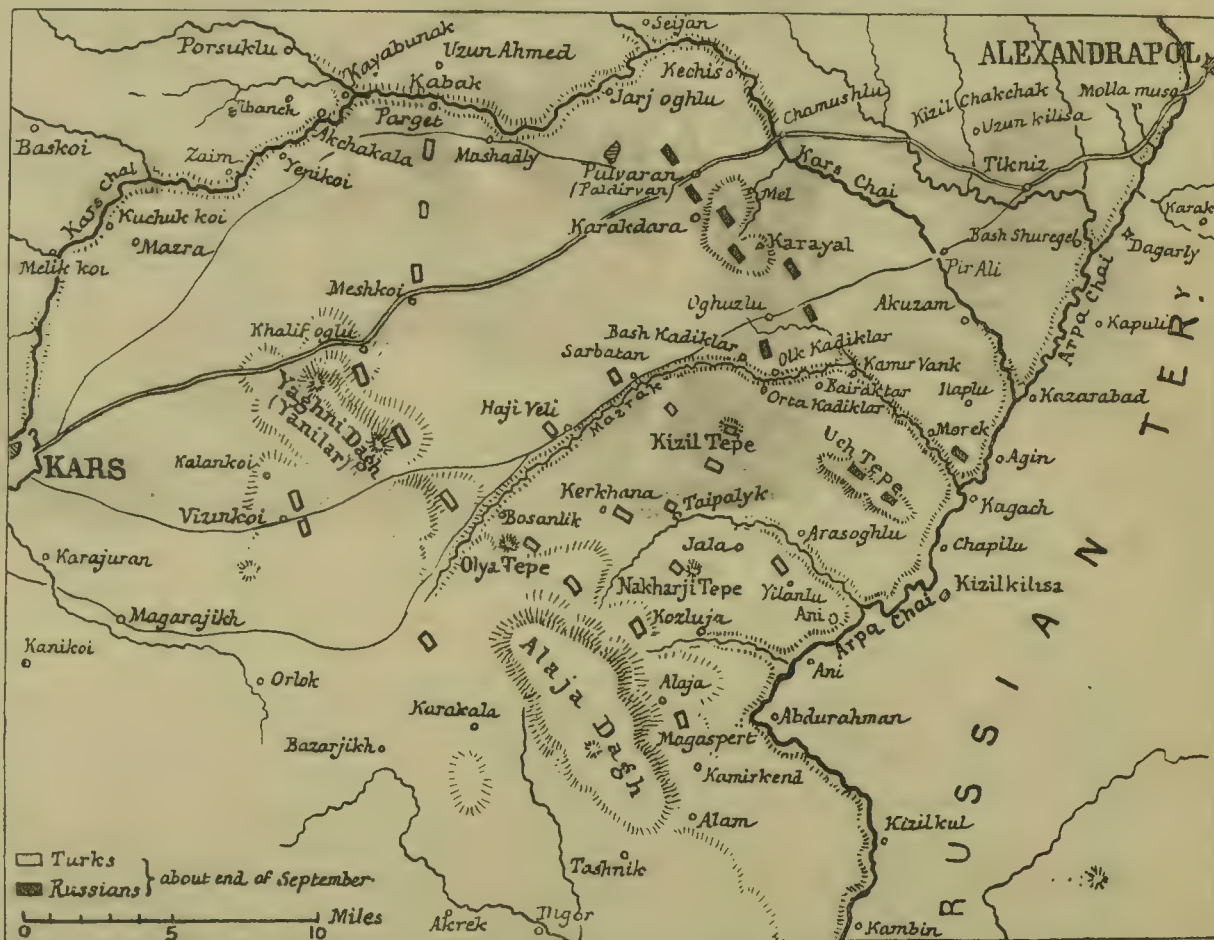 Seijan
Porsuklu
Kayabunak
Uzun Ahmed
Kechis
ALEXANDRAPOL
Molla musa
Kizil Chakchak
Chamushlu
Uzun kilisa
Kabak
Jarj oghlu
Parget
Akchakala
Mashadly
Baskoi
Zaim
Yenikoi
Kars Chai
Kars Chai
Tikniz
Pulvaran
(Paldirvan)
Mel
Karakdara
Karayal
Kuchuk koi
Mazra
Melik koi
Bash Shuregel
Dagarly
Karak
Pir Ali
Meshkoi
Oghuzlu
Akuzam
Arpa Chai
Kapuli
Khalif oglu
Bash Kadiklar
Sarbatan
Olk Kadiklar
Kamir Vank
Bairaktar
Ilaplu
Orta Kadiklar
Kazarabad
Yaghni Dagh
(Yanilar)
Haji Veli
Mazrak
Kizil Tepe
Morek
Agin
Uch Tepe
KARS
Kalankoi
Kerkhana
Taipalyk
Kagach
Vizinkoi
Bosanlik
Arasoghlu
Chapilu
Karajuran
Olya Tepe
Jala
Nakharji Tepe
Yilanlu
Kizilkilisa
Ani
Magarajikh
Kozluja
Arpa Chai
Kanikoi
Orlok
Alaja Dagh
Alaja
Ani
Karakala
Magaspert
Abdurahman
Bazarjikh
Kamirkend
Alam
Kizilkul
Tashnik
Akrek
Kambin
RUSSIAN TERY.
Turks
Russians
about end of September.
0 5 10 Miles